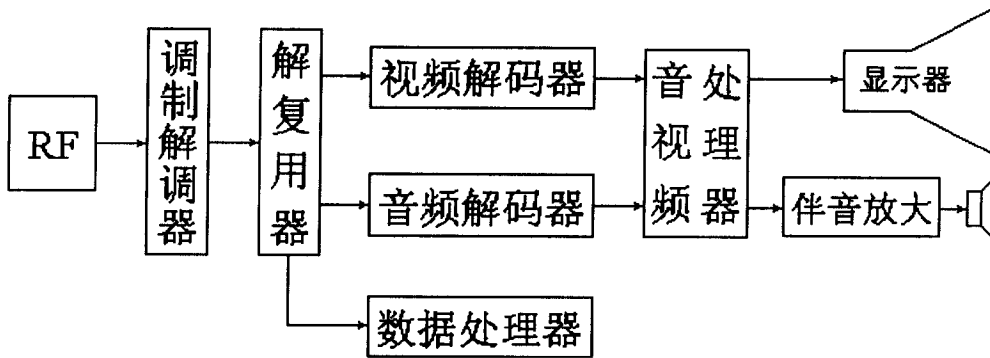 RF
调制解调器
解复用器
视频解码器
音频解码器
数据处理器
音视频处理器
显示器
伴音放大